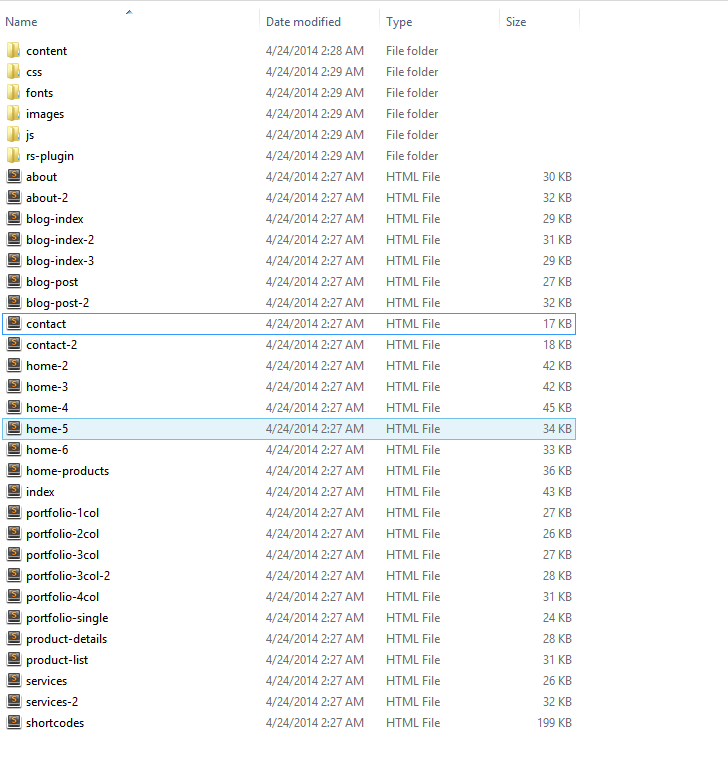 Name Date modified Type Size
content 4/24/2014 2:28 AM File folder
css 4/24/2014 2:29 AM File folder
fonts 4/24/2014 2:29 AM File folder
images 4/24/2014 2:29 AM File folder
js 4/24/2014 2:29 AM File folder
rs-plugin 4/24/2014 2:29 AM File folder
about 4/24/2014 2:27 AM HTML File 30 KB
about-2 4/24/2014 2:27 AM HTML File 32 KB
blog-index 4/24/2014 2:27 AM HTML File 29 KB
blog-index-2 4/24/2014 2:27 AM HTML File 31 KB
blog-index-3 4/24/2014 2:27 AM HTML File 29 KB
blog-post 4/24/2014 2:27 AM HTML File 27 KB
blog-post-2 4/24/2014 2:27 AM HTML File 32 KB
contact 4/24/2014 2:27 AM HTML File 17 KB
contact-2 4/24/2014 2:27 AM HTML File 18 KB
home-2 4/24/2014 2:27 AM HTML File 42 KB
home-3 4/24/2014 2:27 AM HTML File 42 KB
home-4 4/24/2014 2:27 AM HTML File 45 KB
home-5 4/24/2014 2:27 AM HTML File 34 KB
home-6 4/24/2014 2:27 AM HTML File 33 KB
home-products 4/24/2014 2:27 AM HTML File 36 KB
index 4/24/2014 2:27 AM HTML File 43 KB
portfolio-1col 4/24/2014 2:27 AM HTML File 27 KB
portfolio-2col 4/24/2014 2:27 AM HTML File 26 KB
portfolio-3col 4/24/2014 2:27 AM HTML File 27 KB
portfolio-3col-2 4/24/2014 2:27 AM HTML File 28 KB
portfolio-4col 4/24/2014 2:27 AM HTML File 31 KB
portfolio-single 4/24/2014 2:27 AM HTML File 24 KB
product-details 4/24/2014 2:27 AM HTML File 28 KB
product-list 4/24/2014 2:27 AM HTML File 31 KB
services 4/24/2014 2:27 AM HTML File 26 KB
services-2 4/24/2014 2:27 AM HTML File 32 KB
shortcodes 4/24/2014 2:27 AM HTML File 199 KB